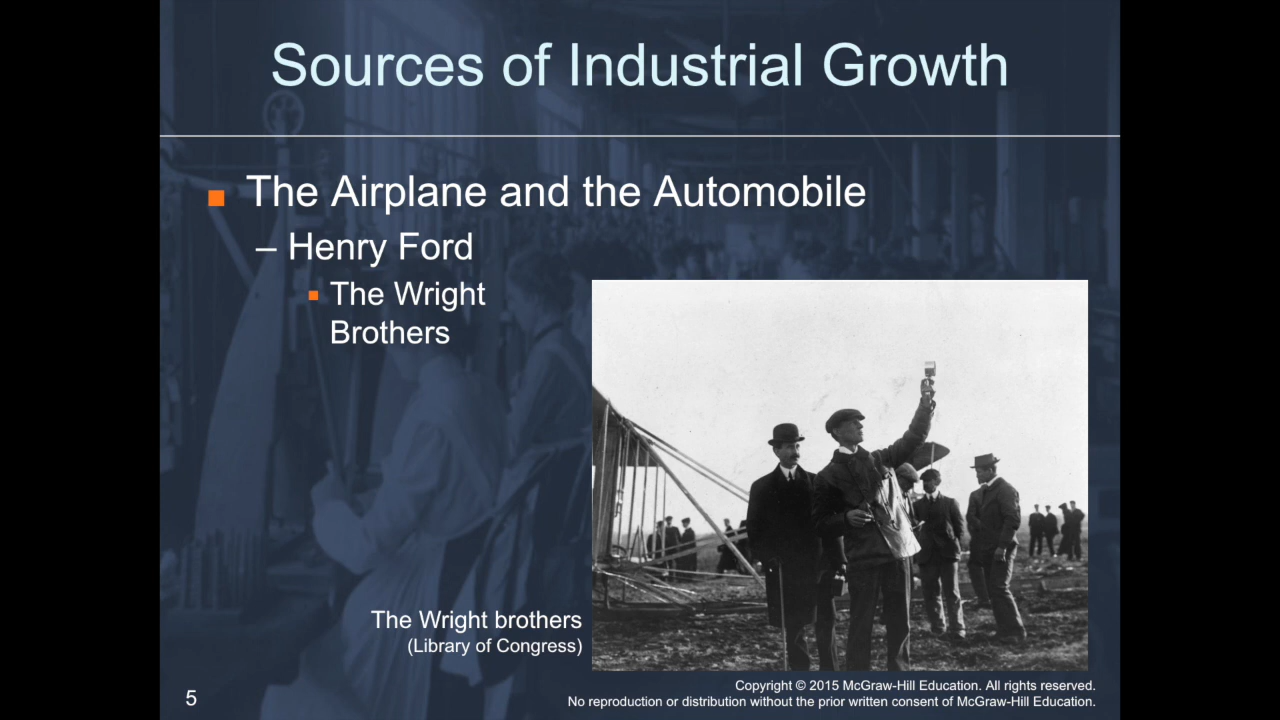 Sources of Industrial Growth
The Airplane and the Automobile
– Henry Ford
The Wright
Brothers
The Wright brothers
(Library of Congress)
5
Copyright © 2015 McGraw-Hill Education. All rights reserved.
No reproduction or distribution without the prior written consent of McGraw-Hill Education.